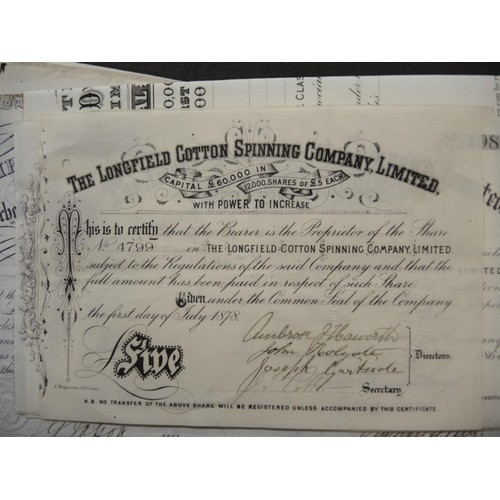 THE LONGFIELD COTTON SPINNING COMPANY, LIMITED,
CAPITAL £60,000 IN 12,000 SHARES OF £5 EACH
WITH POWER TO INCREASE
This is to certify that the Bearer is the Proprietor of the Share
No 4799 in THE LONGFIELD COTTON SPINNING COMPANY, LIMITED
subject to the Regulations of the said Company and that the
full amount has been paid in respect of such Share
Given under the Common Seal of the Company
the first day of July 1878.
£ Five
Ambrose Haworth
John Holgate
Joseph Gartside
Directors.
Secretary.
N.B. NO TRANSFER OF THE ABOVE SHARE WILL BE REGISTERED UNLESS ACCOMPANIED BY THIS CERTIFICATE